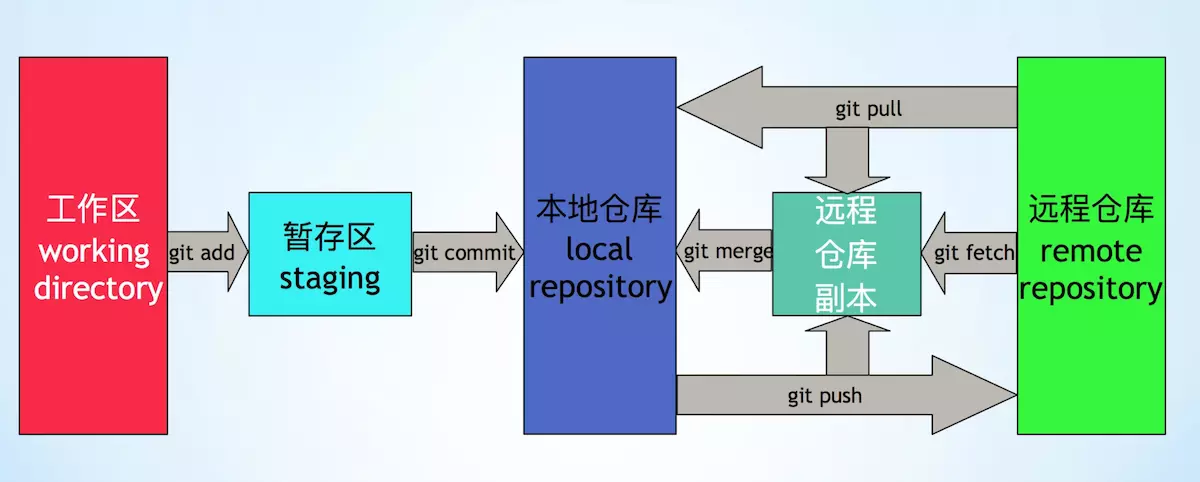 工作区
working
directory
git add
暂存区
staging
git commit
本地仓库
local
repository
git pull
git merge
远程
仓库
副本
git fetch
git push
远程仓库
remote
repository